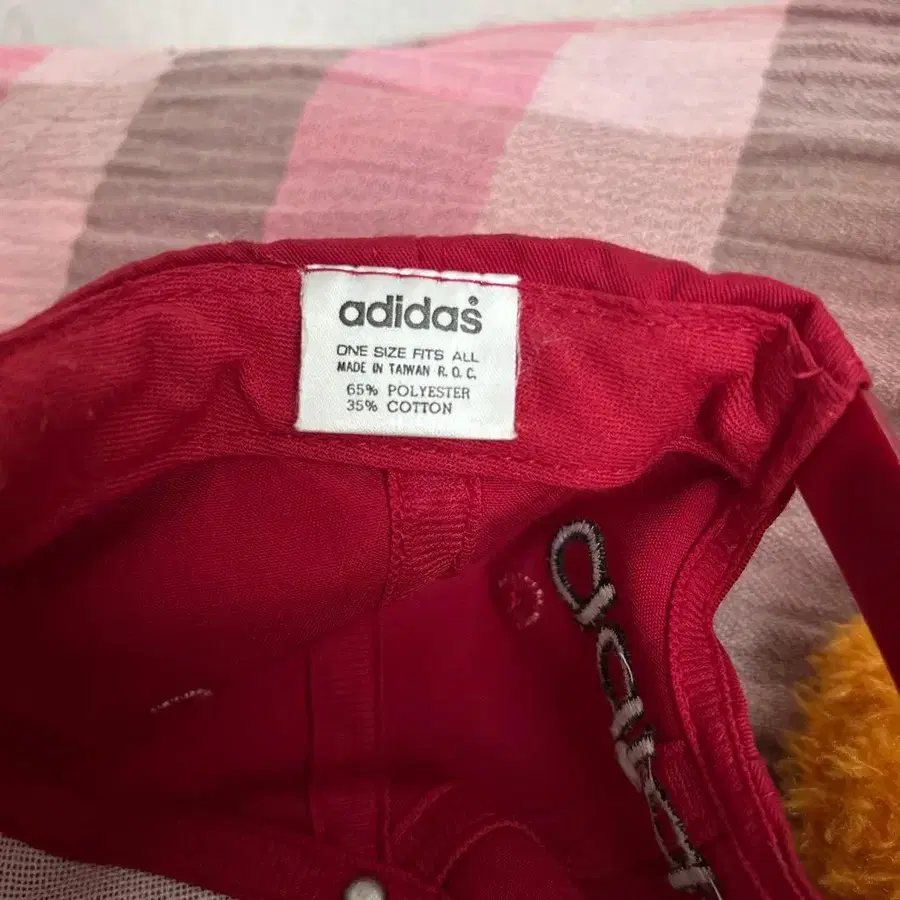 adidas
ONE SIZE FITS ALL
MADE IN TAIWAN R.O.C.
65% POLYESTER
35% COTTON